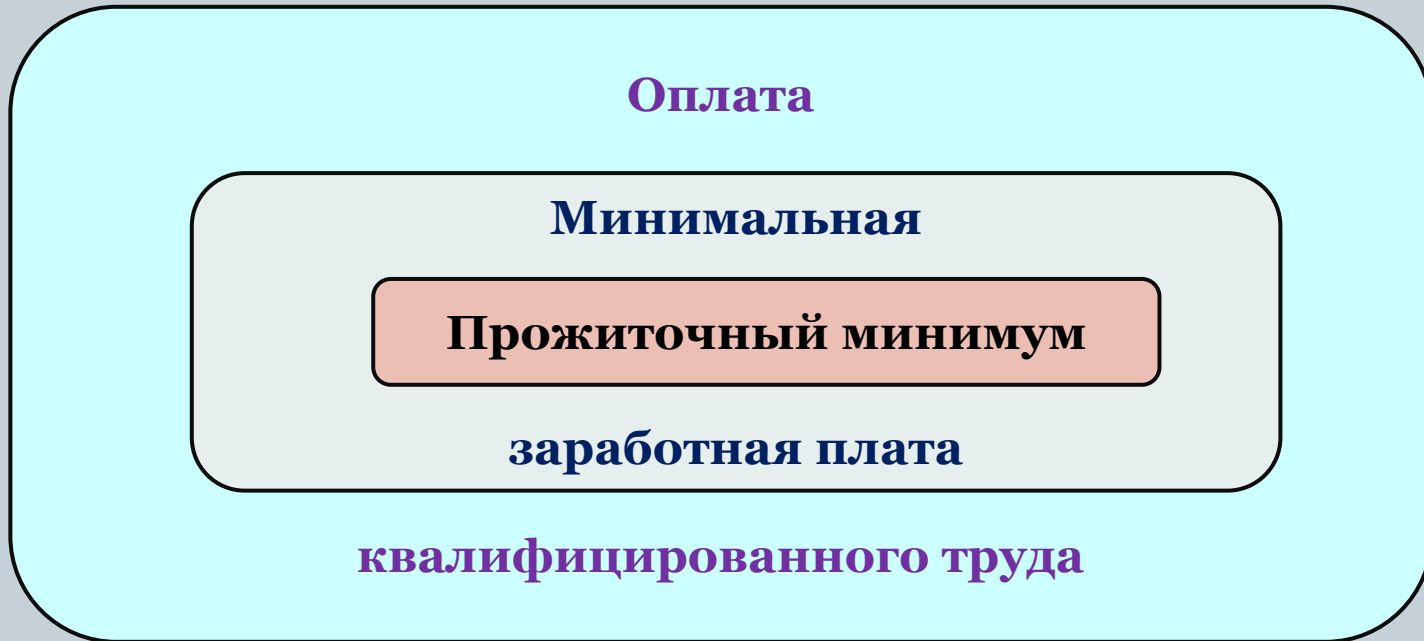 Оплата
Минимальная
Прожиточный минимум
заработная плата
квалифицированного труда